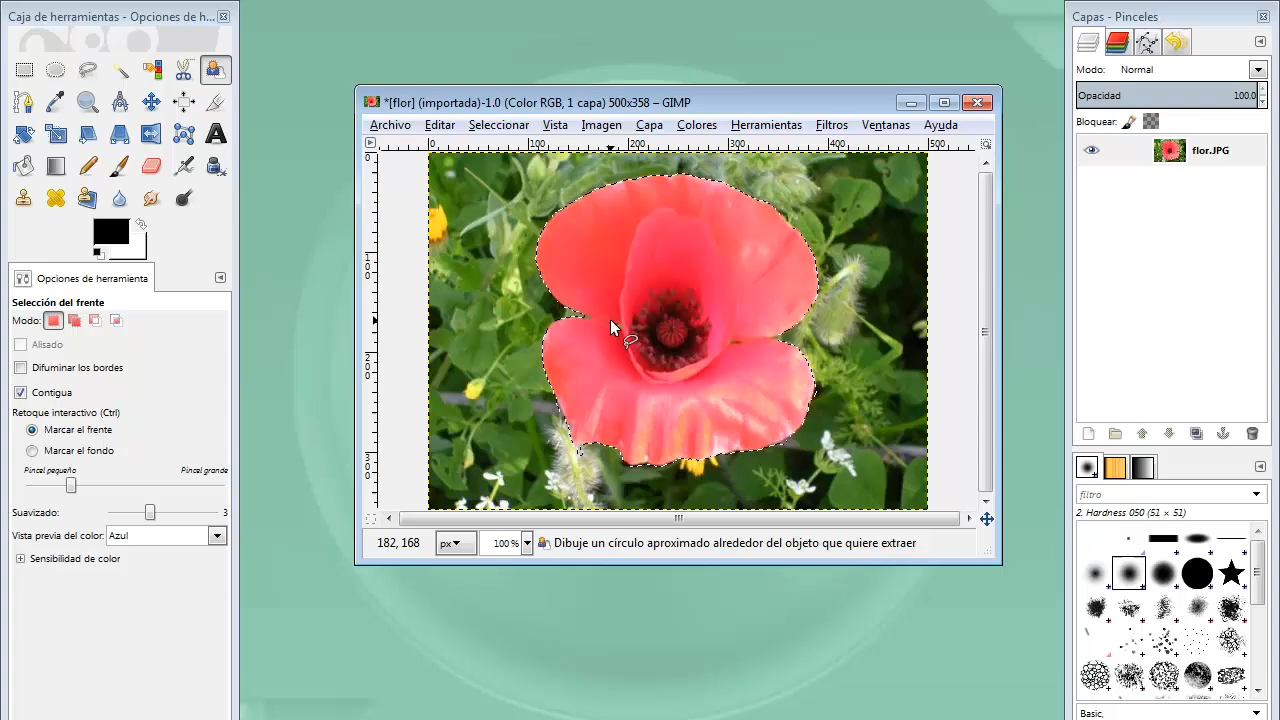 Caja de herramientas - Opciones de h...
Opciones de herramienta
Selección del frente
Modo:
Alisado
Difuminar los bordes
Contigua
Retoque interactivo (Ctrl)
Marcar el frente
Marcar el fondo
Pincel pequeño Pincel grande
Suavizado: 3
Vista previa del color: Azul
Sensibilidad de color
*[flor] (importada)-1.0 (Color RGB, 1 capa) 500x358 – GIMP
Archivo Editar Seleccionar Vista Imagen Capa Colores Herramientas Filtros Ventanas Ayuda
0 100 200 300 400 500
0
100
200
300
182, 168 px 100 % Dibuje un círculo aproximado alrededor del objeto que quiere extraer
Capas - Pinceles
Modo: Normal
Opacidad 100.0
Bloquear:
flor.JPG
filtro
2. Hardness 050 (51 × 51)
Basic,